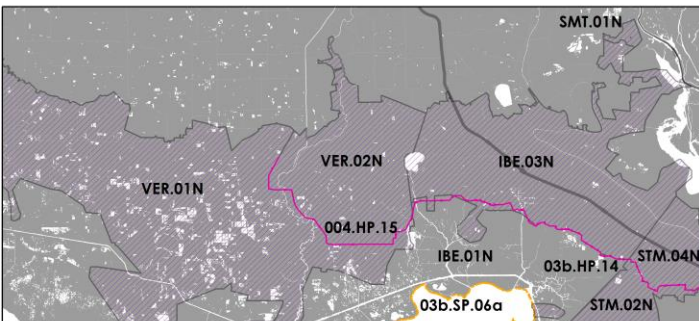 SMT.01N
VER.02N
IBE.03N
VER.01N
004.HP.15
IBE.01N
03b.HP.14
STM.04N
03b.SP.06a
STM.02N